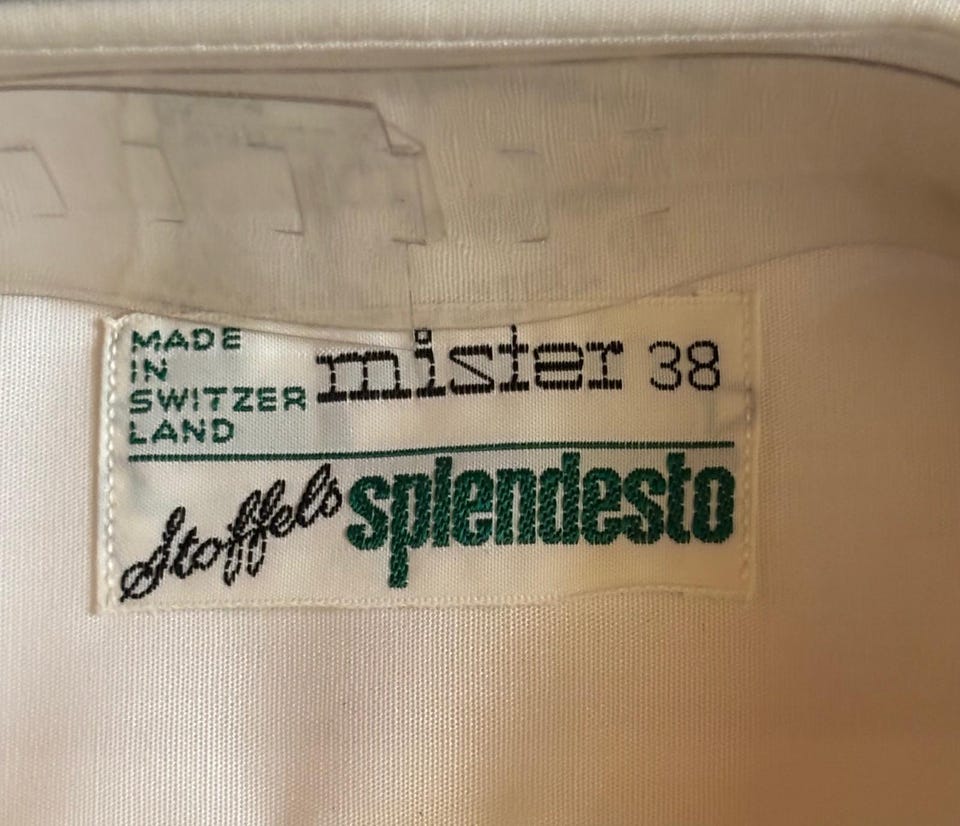 MADE
IN
SWITZER
LAND
mister 38
Stoffels splendesto